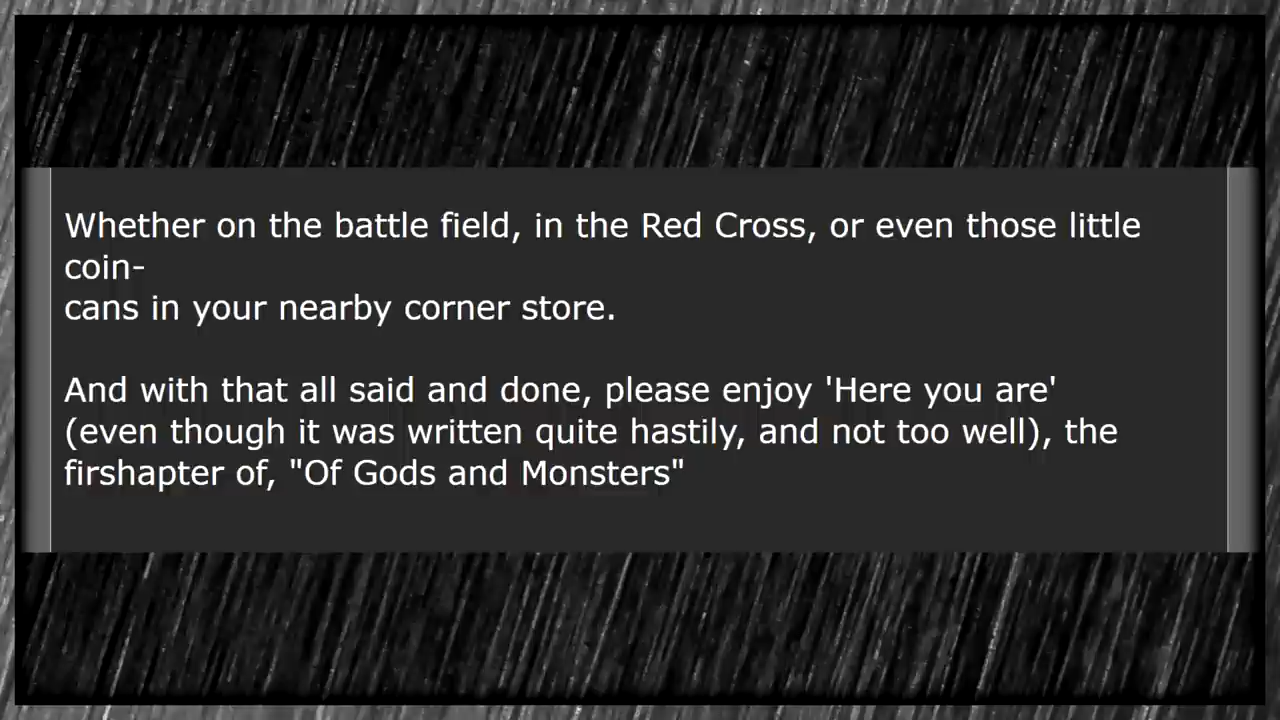 Whether on the battle field, in the Red Cross, or even those little
coin-
cans in your nearby corner store.
And with that all said and done, please enjoy 'Here you are'
(even though it was written quite hastily, and not too well), the
firshapter of, "Of Gods and Monsters"